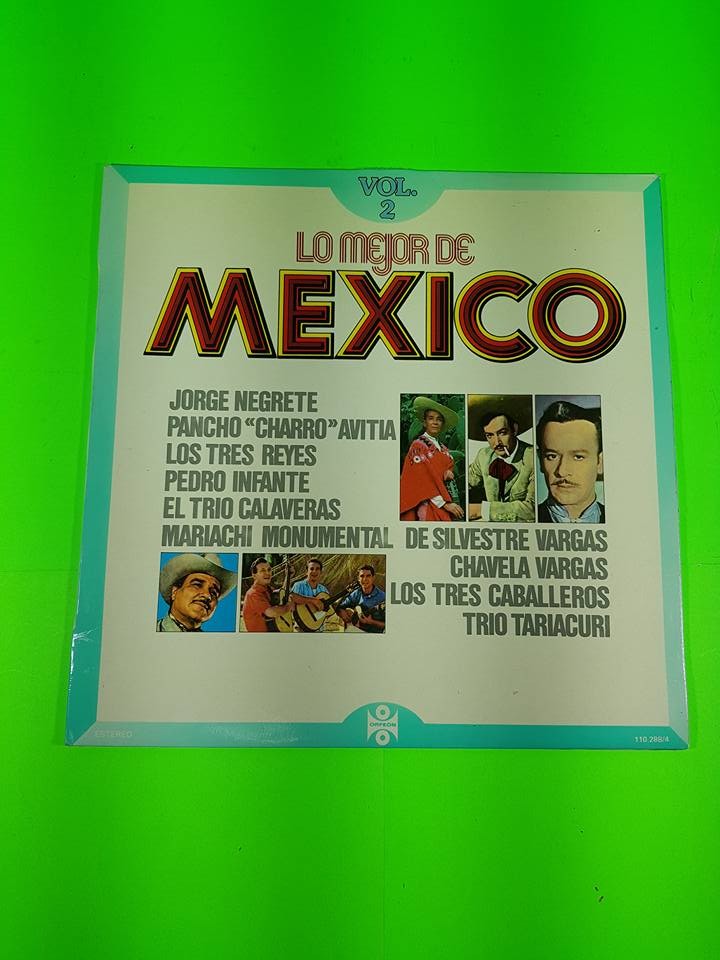 VOL.
2
LO MEJOR DE
MEXICO
JORGE NEGRETE
PANCHO «CHARRO» AVITIA
LOS TRES REYES
PEDRO INFANTE
EL TRIO CALAVERAS
MARIACHI MONUMENTAL DE SILVESTRE VARGAS
CHAVELA VARGAS
LOS TRES CABALLEROS
TRIO TARIACURI
ORFEÓN
ESTEREO
110.288/4